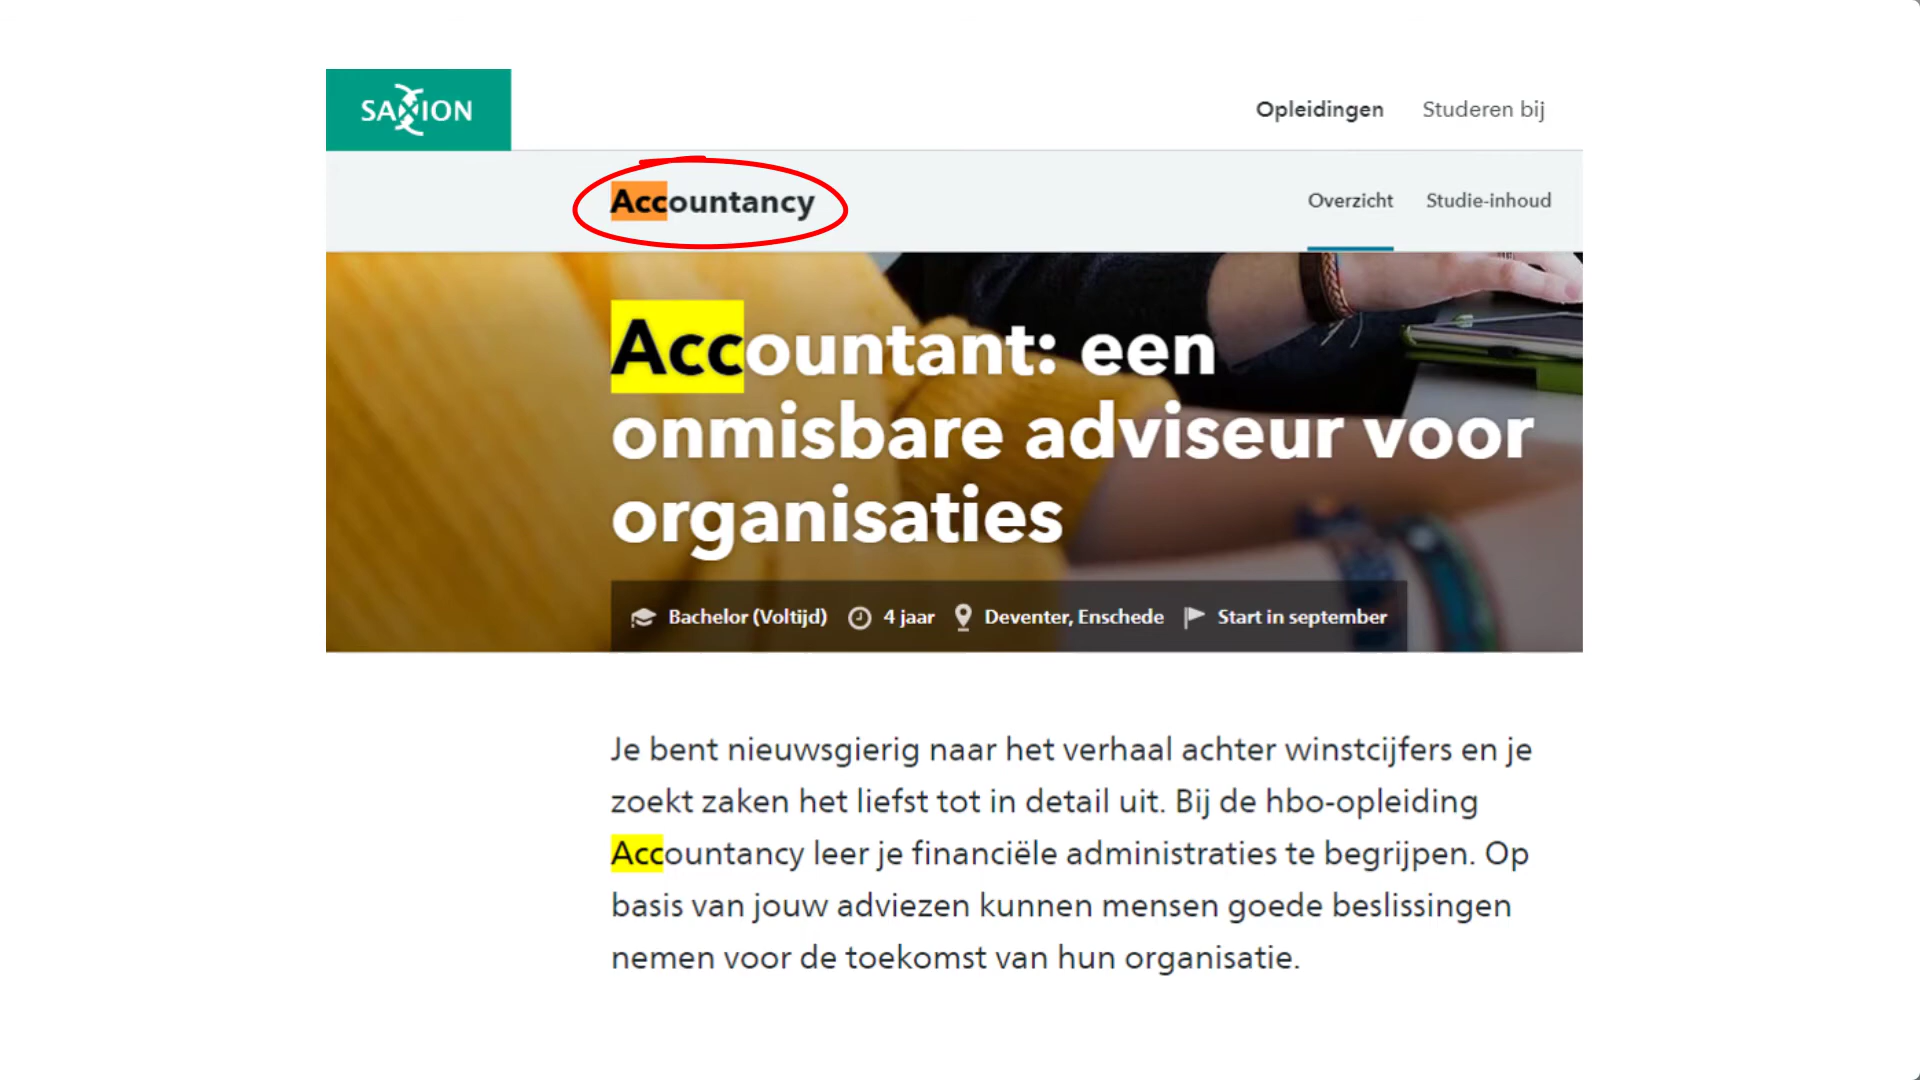 SAXION
Opleidingen Studeren bij
Accountancy
Overzicht Studie-inhoud
Accountant: een
onmisbare adviseur voor
organisaties
Bachelor (Voltijd) 4 jaar Deventer, Enschede Start in september
Je bent nieuwsgierig naar het verhaal achter winstcijfers en je
zoekt zaken het liefst tot in detail uit. Bij de hbo-opleiding
Accountancy leer je financiële administraties te begrijpen. Op
basis van jouw adviezen kunnen mensen goede beslissingen
nemen voor de toekomst van hun organisatie.